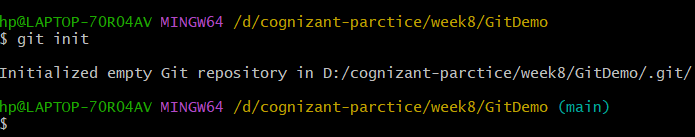 hp@LAPTOP-70R04AV MINGW64 /d/cognizant-parctice/week8/GitDemo
$ git init
Initialized empty Git repository in D:/cognizant-parctice/week8/GitDemo/.git/
hp@LAPTOP-70R04AV MINGW64 /d/cognizant-parctice/week8/GitDemo (main)
$